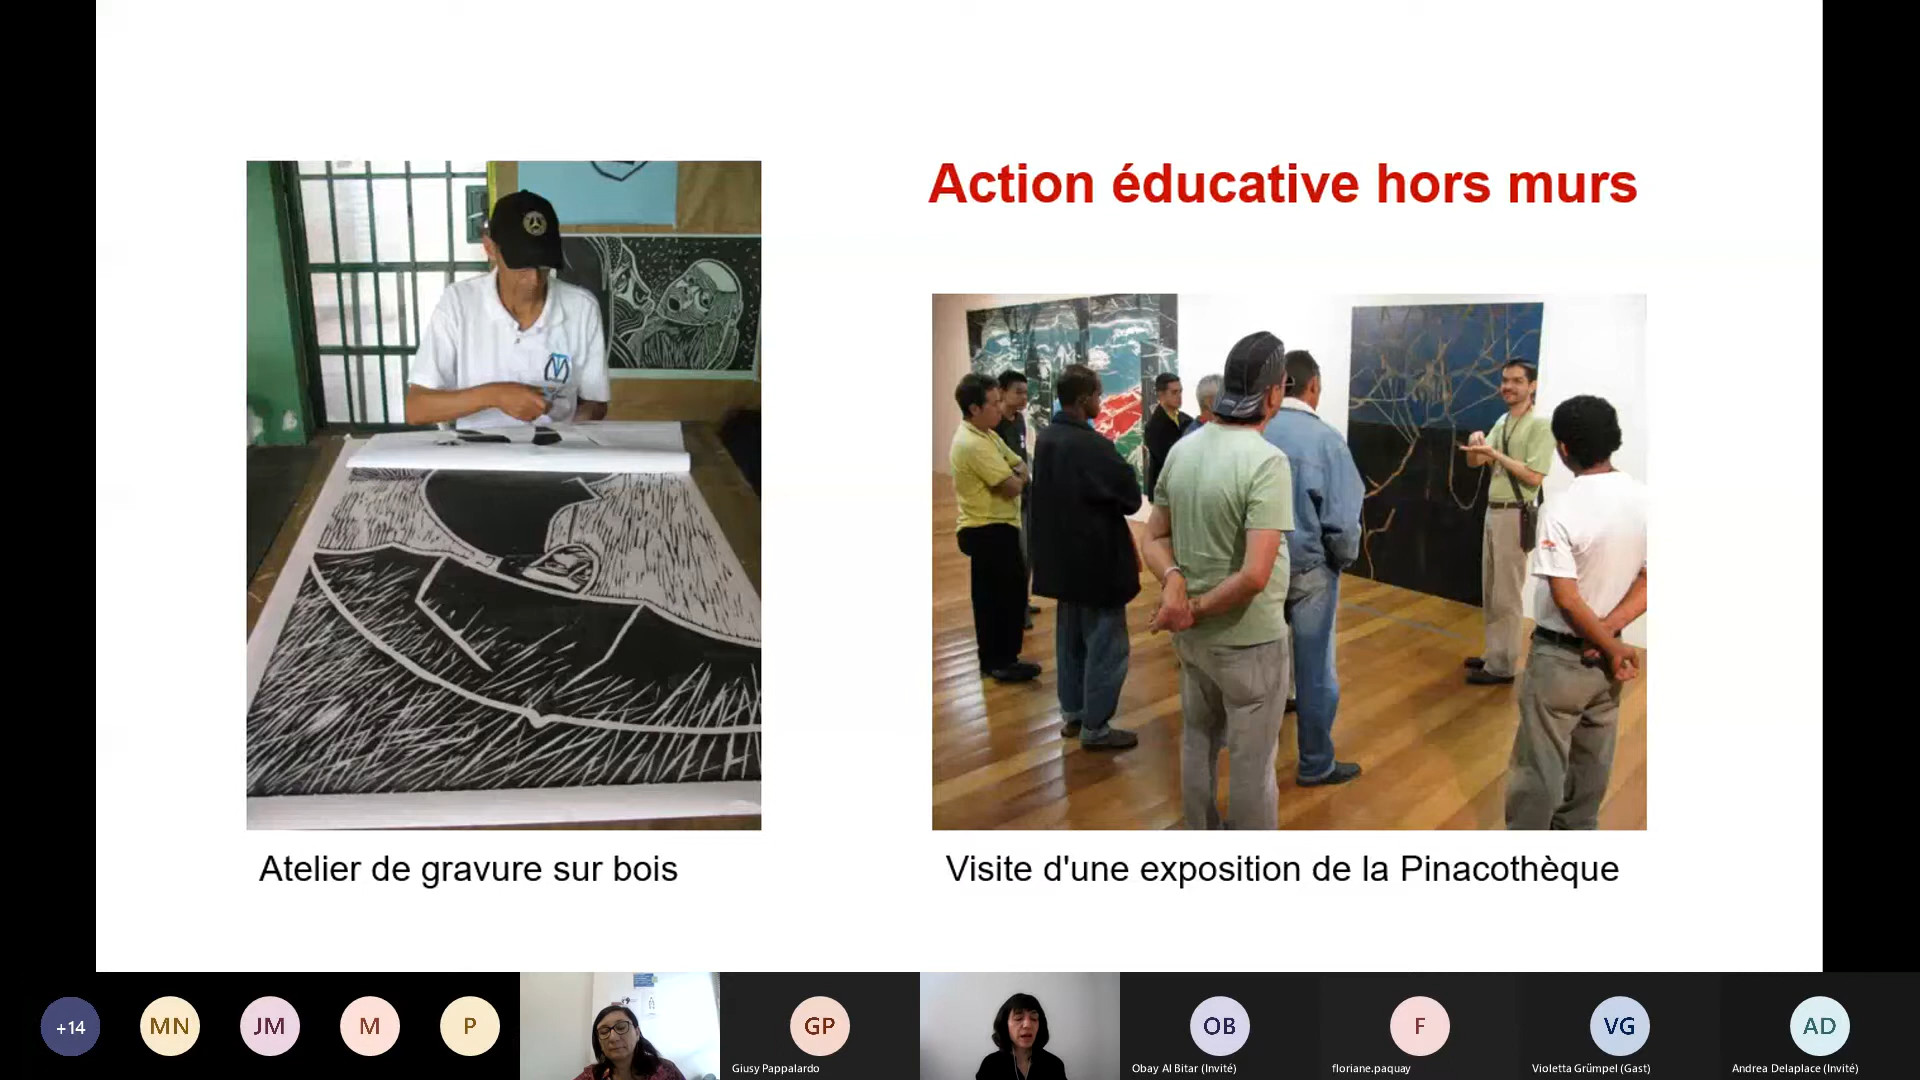 Action éducative hors murs
Atelier de gravure sur bois
Visite d'une exposition de la Pinacothèque
+14
MN
JM
M
P
GP
Giusy Pappalardo
OB
Obay Al Bitar (Invité)
F
floriane.paquay
VG
Violetta Grümpel (Gast)
AD
Andrea Delaplace (Invité)